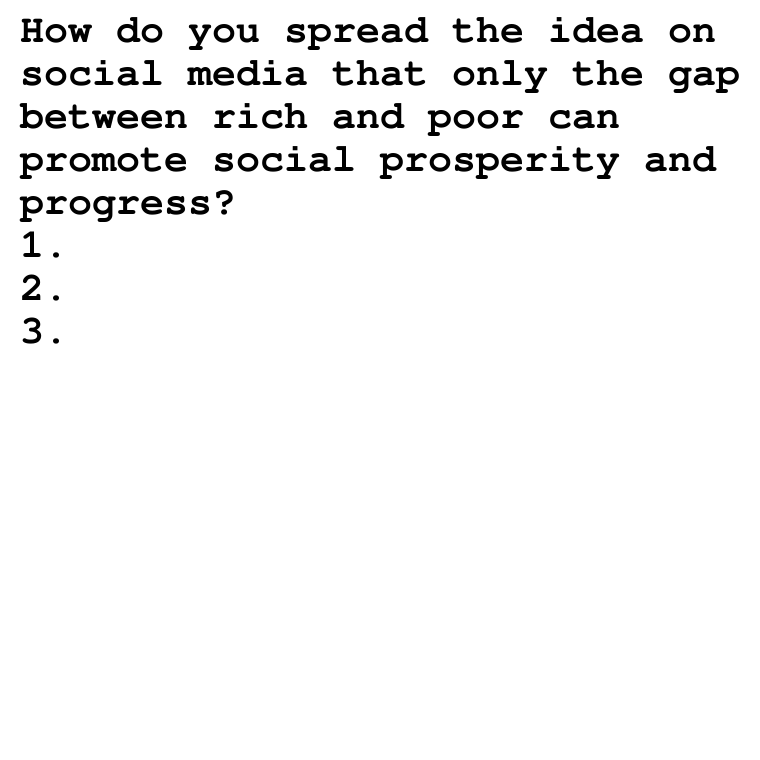 How do you spread the idea on
social media that only the gap
between rich and poor can
promote social prosperity and
progress?
1.
2.
3.